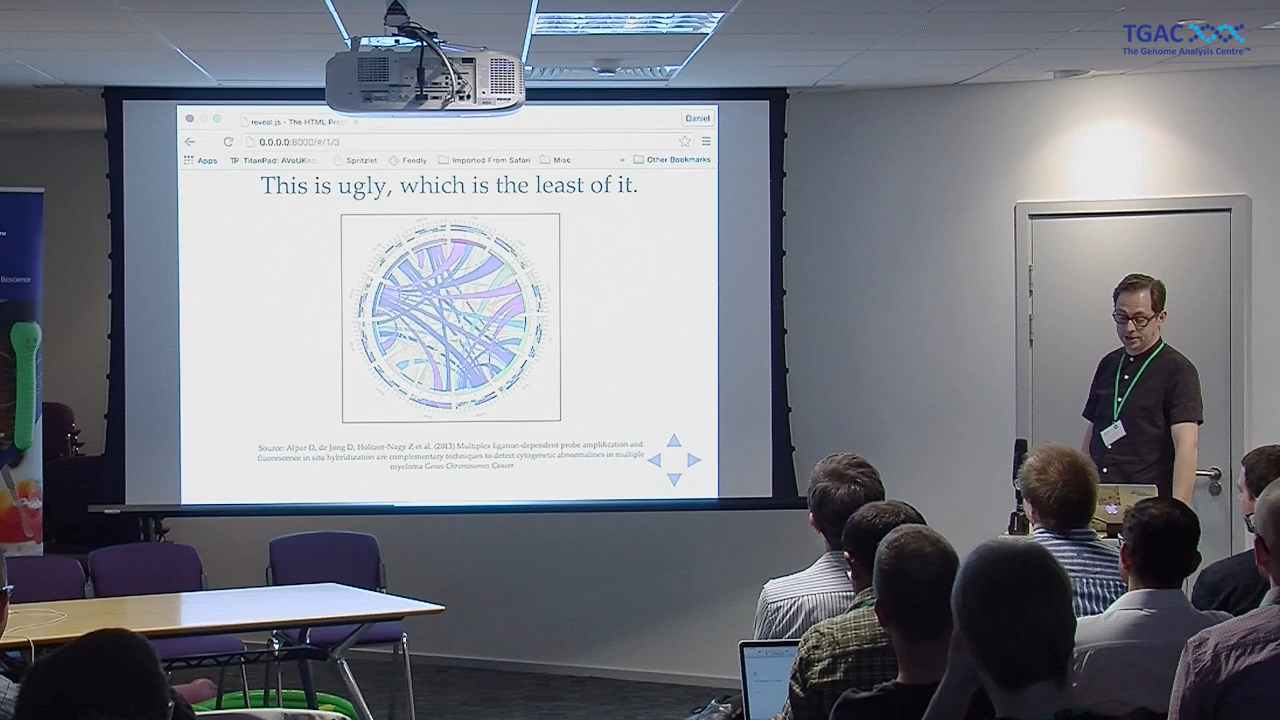 TGAC
The Genome Analysis Centre™
reveal.js - The HTML Pres
Daniel
0.0.0.0:8000/#/1/3
Apps TP TitanPad: Spritzlet Feedly Imported From Safari Misc » Other Bookmarks
This is ugly, which is the least of it.
Source: Alpar D, de Jong D, Holczer-Nagy Z et al. (2013) Multiplex ligation-dependent probe amplification and
fluorescence in situ hybridization are complementary techniques to detect cytogenetic abnormalities in multiple
myeloma Genes Chromosomes Cancer
Bioscience